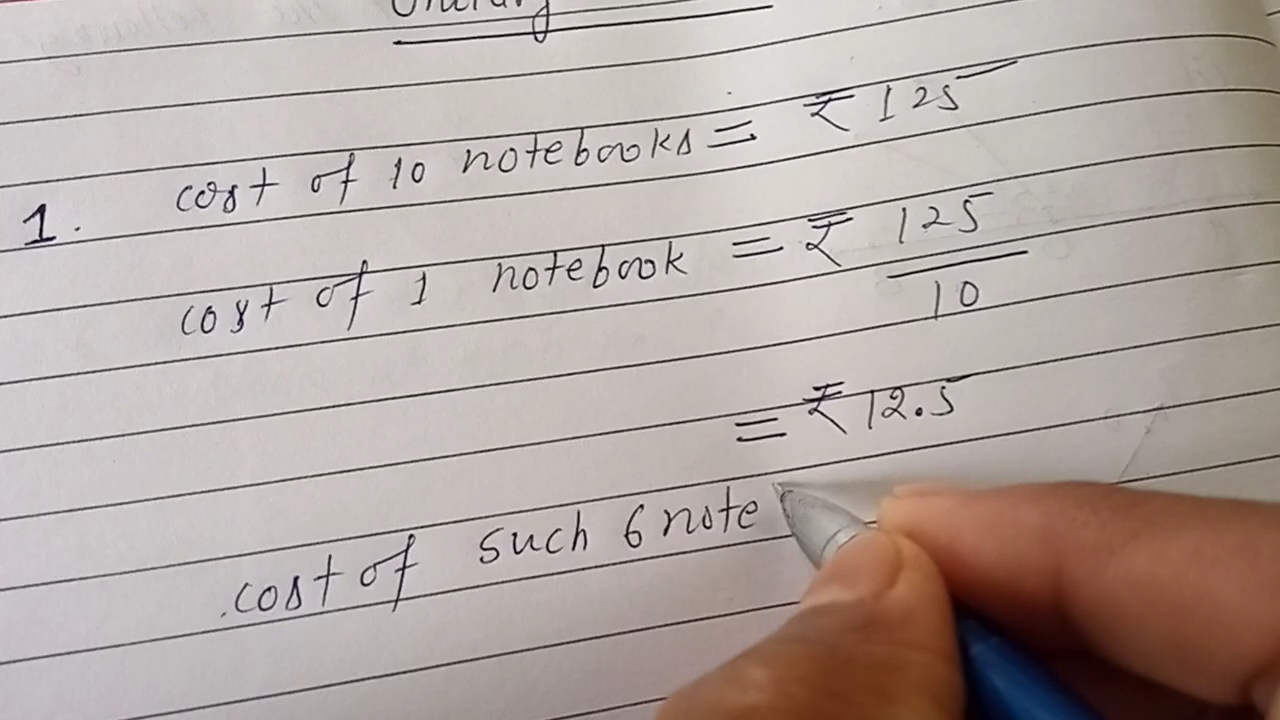 Unitary
1. cost of 10 notebooks = ₹ 125
cost of 1 notebook = ₹ 125
10
= ₹ 12.5
cost of such 6 note